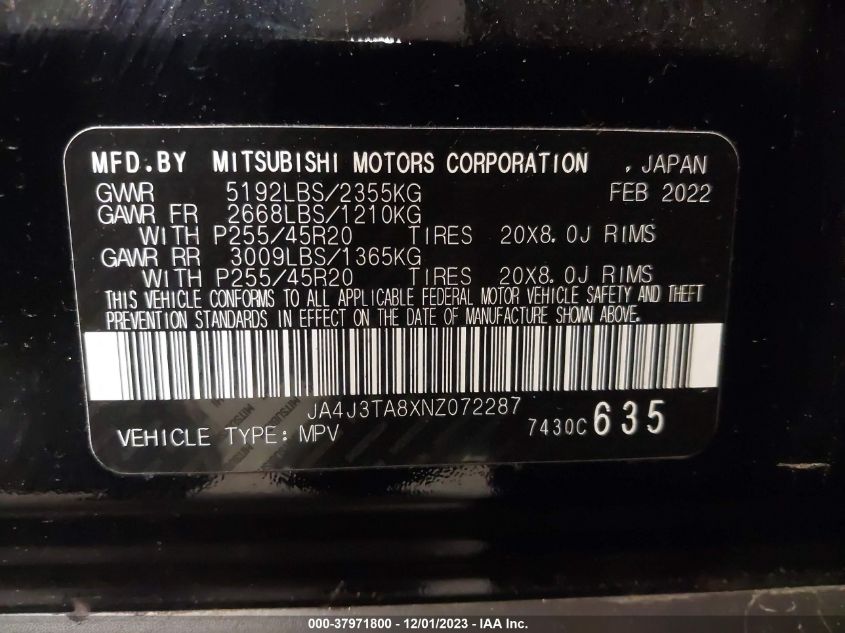 MFD.BY MITSUBISHI MOTORS CORPORATION , JAPAN
GVWR 5192LBS/2355KG FEB 2022
GAWR FR 2668LBS/1210KG
WITH P255/45R20 TIRES 20X8.0J RIMS
GAWR RR 3009LBS/1365KG
WITH P255/45R20 TIRES 20X8.0J RIMS
THIS VEHICLE CONFORMS TO ALL APPLICABLE FEDERAL MOTOR VEHICLE SAFETY AND THEFT
PREVENTION STANDARDS IN EFFECT ON THE DATE OF MANUFACTURE SHOWN ABOVE.
JA4J3TA8XNZ072287
VEHICLE TYPE: MPV 7430C 635
000-37971800 - 12/01/2023 - IAA Inc.